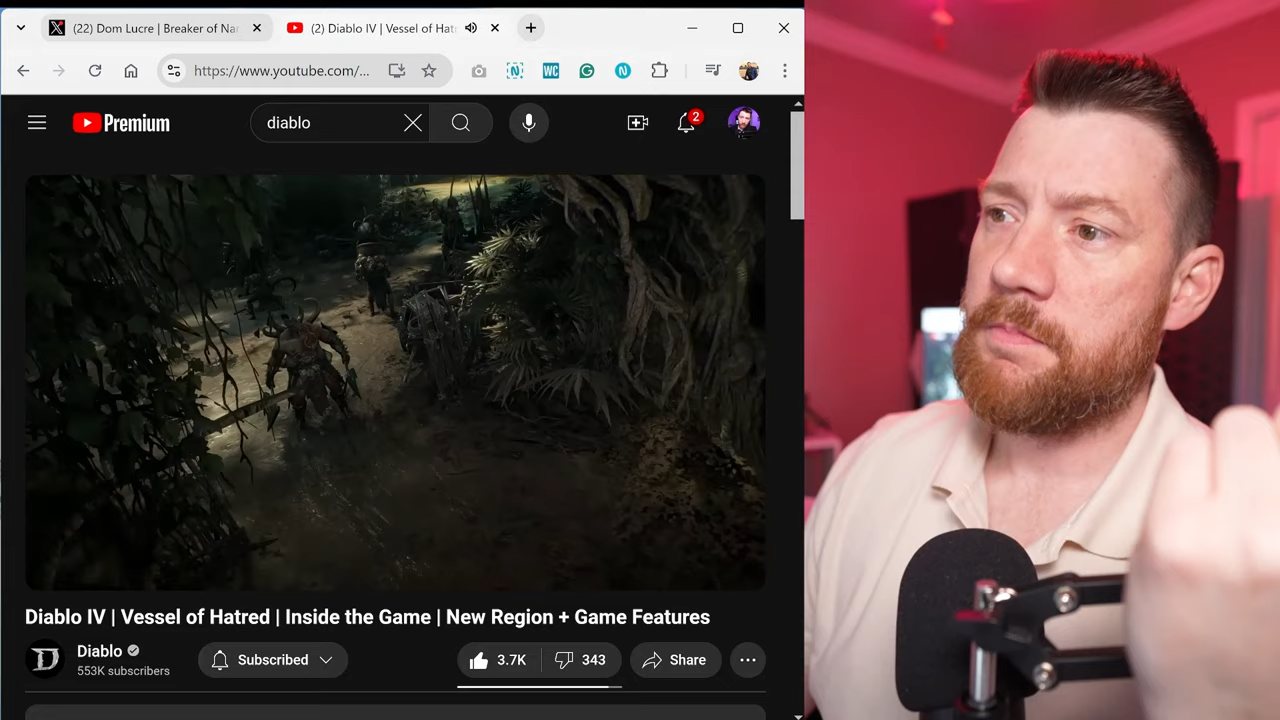 (22) Dom Lucre | Breaker of Na
(2) Diablo IV | Vessel of Hat
https://www.youtube.com/...
WC
N
N
Premium
diablo
2
Diablo IV | Vessel of Hatred | Inside the Game | New Region + Game Features
Diablo
553K subscribers
Subscribed
3.7K
343
Share